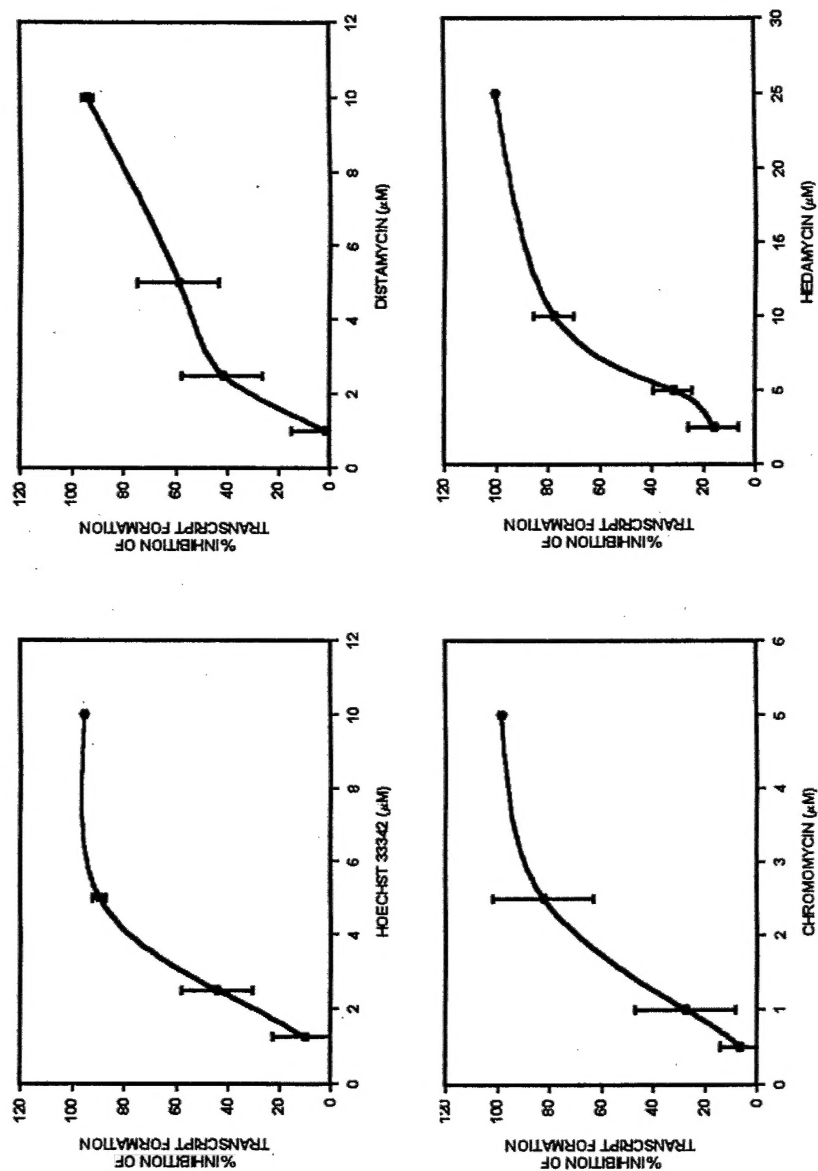 %INHIBITION OF
TRANSCRIPT FORMATION
120
100
80
60
40
20
0
0 2 4 6 8 10 12
HOECHST 33342 (µM)
%INHIBITION OF
TRANSCRIPT FORMATION
120
100
80
60
40
20
0
0 2 4 6 8 10 12
DISTAMYCIN (µM)
%INHIBITION OF
TRANSCRIPT FORMATION
120
100
80
60
40
20
0
0 1 2 3 4 5 6
CHROMOMYCIN (µM)
%INHIBITION OF
TRANSCRIPT FORMATION
120
100
80
60
40
20
0
0 5 10 15 20 25 30
HEDAMYCIN (µM)